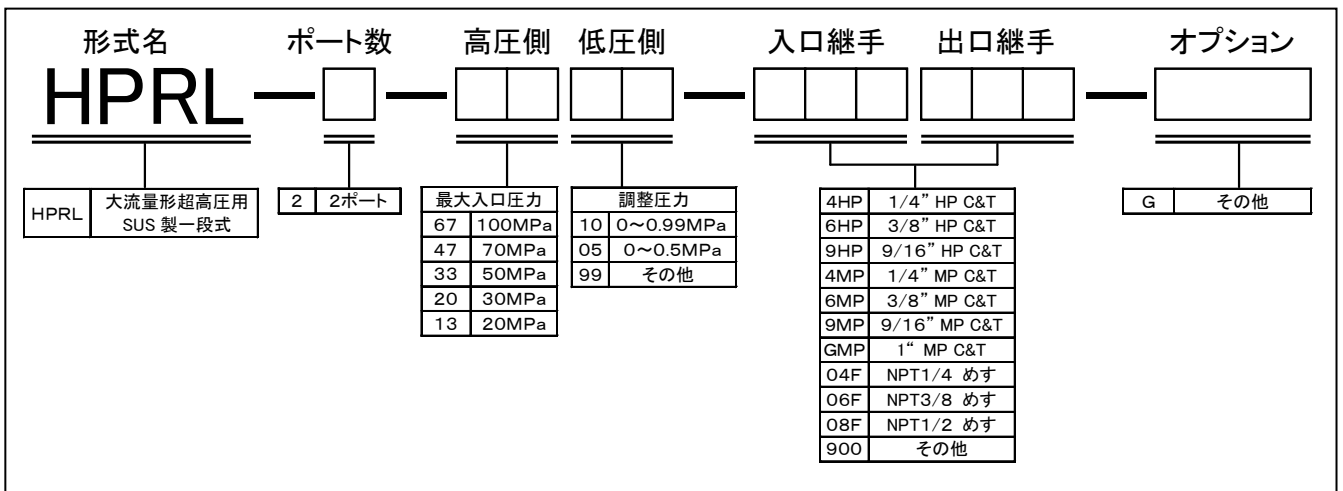 形式名 ポート数 高圧側 低圧側 入口継手 出口継手 オプション
HPRL
HPRL 大流量形超高圧用 SUS 製一段式
2 2ポート
最大入口圧力
67 100MPa
47 70MPa
33 50MPa
20 30MPa
13 20MPa
調整圧力
10 0～0.99MPa
05 0～0.5MPa
99 その他
4HP 1/4” HP C&T
6HP 3/8” HP C&T
9HP 9/16” HP C&T
4MP 1/4” MP C&T
6MP 3/8” MP C&T
9MP 9/16” MP C&T
GMP 1“ MP C&T
04F NPT1/4 めす
06F NPT3/8 めす
08F NPT1/2 めす
900 その他
G その他